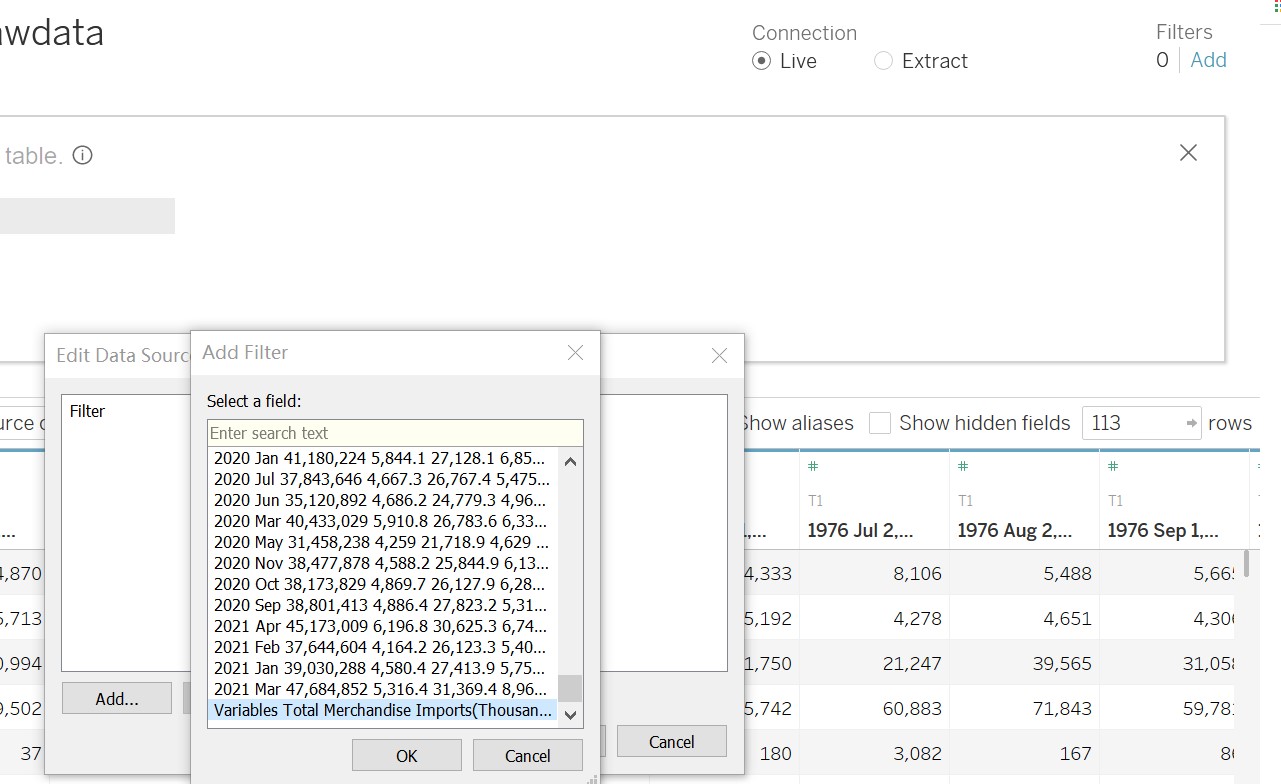 awdata
Connection
Live
Extract
Filters
0
Add
table.
Edit Data Sourc
Add Filter
Filter
Select a field:
Enter search text
2020 Jan 41,180,224 5,844.1 27,128.1 6,85...
2020 Jul 37,843,646 4,667.3 26,767.4 5,475...
2020 Jun 35,120,892 4,686.2 24,779.3 4,96...
2020 Mar 40,433,029 5,910.8 26,783.6 6,33...
2020 May 31,458,238 4,259 21,718.9 4,629 ...
2020 Nov 38,477,878 4,588.2 25,844.9 6,13...
2020 Oct 38,173,829 4,869.7 26,127.9 6,28...
2020 Sep 38,801,413 4,886.4 27,823.2 5,31...
2021 Apr 45,173,009 6,196.8 30,625.3 6,74...
2021 Feb 37,644,604 4,164.2 26,123.3 5,40...
2021 Jan 39,030,288 4,580.4 27,413.9 5,75...
2021 Mar 47,684,852 5,316.4 31,369.4 8,96...
Variables Total Merchandise Imports(Thousan...
Add...
OK
Cancel
Cancel
urce o
Show aliases
Show hidden fields
113
rows
# # #
T1 T1 T1
... 1,... 1976 Jul 2,... 1976 Aug 2,... 1976 Sep 1,...
4,870 4,333 8,106 5,488 5,665
5,713 5,192 4,278 4,651 4,306
0,994 1,750 21,247 39,565 31,058
9,502 5,742 60,883 71,843 59,78
37 180 3,082 167 86